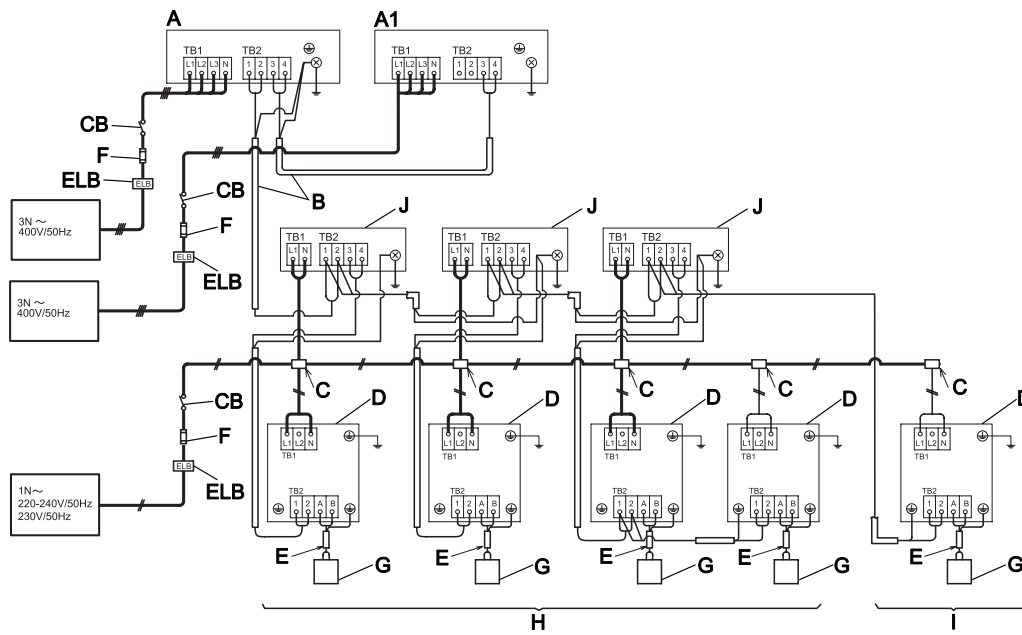 A A1
TB1 TB2 TB1 TB2
L1 L2 L3 N 1 2 3 4 L1 L2 L3 N 1 2 3 4
CB
F
ELB
CB
B
J J J
3N ～
400V/50Hz
F
TB1 TB2 TB1 TB2 TB1 TB2
L1 N 1 2 3 4 L1 N 1 2 3 4 L1 N 1 2 3 4
ELB
ELB
ELB
3N ～
400V/50Hz
C C C C C
CB
D D D D D
F
L1 L2 N L1 L2 N L1 L2 N L1 L2 N L1 L2 N
TB1 TB1 TB1 TB1 TB1
ELB
ELB
1N～
220-240V/50Hz
230V/50Hz
TB2 TB2 TB2 TB2 TB2
1 2 A B 1 2 A B 1 2 A B 1 2 A B 1 2 A B
E E E E E
G G G G G
H I